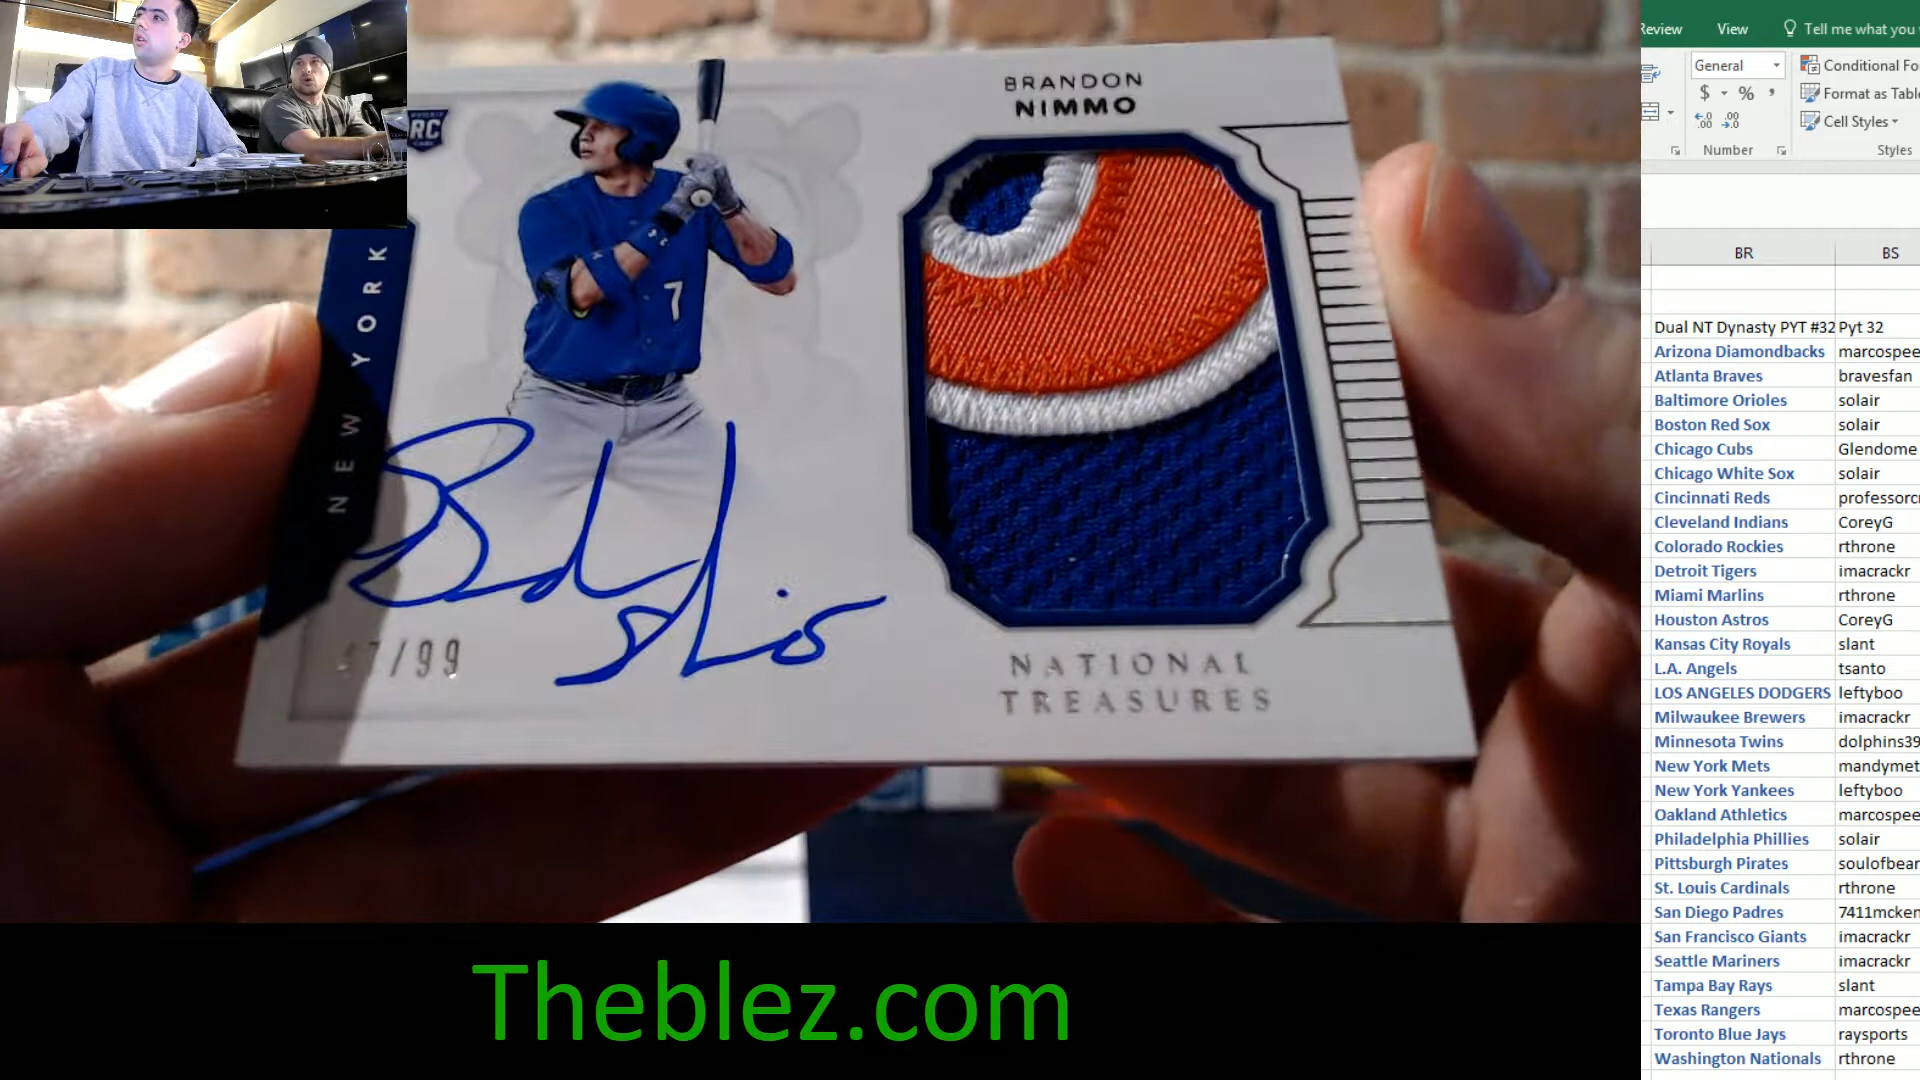 BRANDON
NIMMO
RC
7
NEW YORK
/99
NATIONAL
TREASURES
Theblez.com
Review View Tell me what you
General
Conditional Fo
$ % ,
Format as Table
Cell Styles
Number
Styles
BR BS
Dual NT Dynasty PYT #32 Pyt 32
Arizona Diamondbacks marcospee
Atlanta Braves bravesfan
Baltimore Orioles solair
Boston Red Sox solair
Chicago Cubs Glendome
Chicago White Sox solair
Cincinnati Reds professorc
Cleveland Indians CoreyG
Colorado Rockies rthrone
Detroit Tigers imacrackr
Miami Marlins rthrone
Houston Astros CoreyG
Kansas City Royals slant
L.A. Angels tsanto
LOS ANGELES DODGERS leftyboo
Milwaukee Brewers imacrackr
Minnesota Twins dolphins39
New York Mets mandymet
New York Yankees leftyboo
Oakland Athletics marcospee
Philadelphia Phillies solair
Pittsburgh Pirates soulofbear
St. Louis Cardinals rthrone
San Diego Padres 7411mcken
San Francisco Giants imacrackr
Seattle Mariners imacrackr
Tampa Bay Rays slant
Texas Rangers marcospee
Toronto Blue Jays raysports
Washington Nationals rthrone